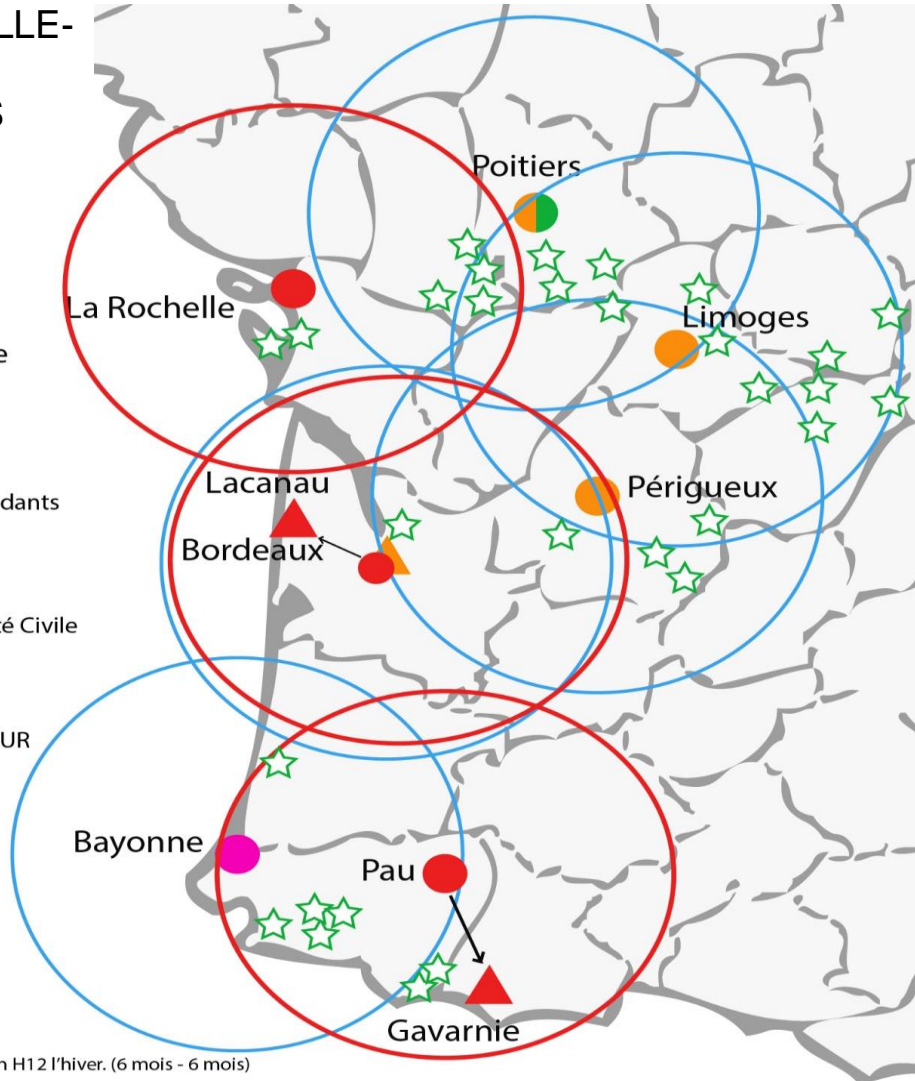 LLE-
S
Poitiers
La Rochelle
Limoges
e
Lacanau
Périgueux
dants
Bordeaux
é Civile
UR
Bayonne
Pau
Gavarnie
n H12 l'hiver. (6 mois - 6 mois)